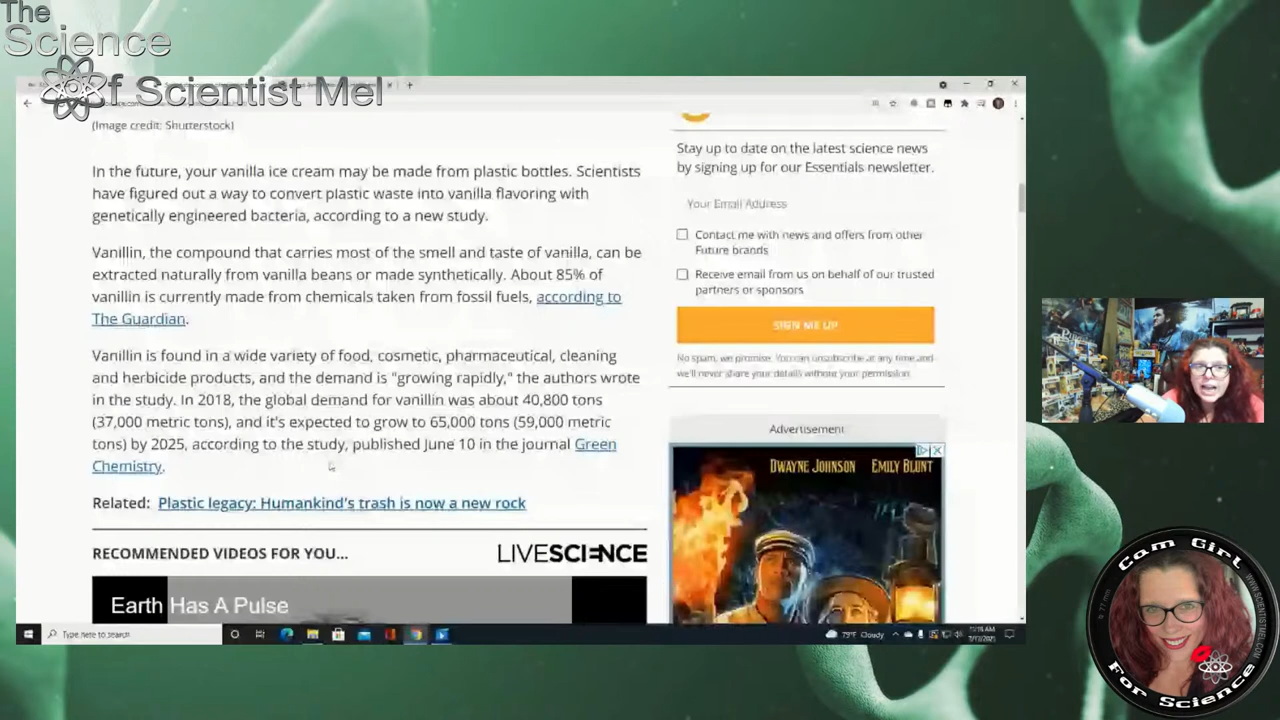 The
Science
Of Scientist Mel
(Image credit: Shutterstock)
In the future, your vanilla ice cream may be made from plastic bottles. Scientists
have figured out a way to convert plastic waste into vanilla flavoring with
genetically engineered bacteria, according to a new study.
Vanillin, the compound that carries most of the smell and taste of vanilla, can be
extracted naturally from vanilla beans or made synthetically. About 85% of
vanillin is currently made from chemicals taken from fossil fuels, according to
The Guardian.
Vanillin is found in a wide variety of food, cosmetic, pharmaceutical, cleaning
and herbicide products, and the demand is "growing rapidly," the authors wrote
in the study. In 2018, the global demand for vanillin was about 40,800 tons
(37,000 metric tons), and it's expected to grow to 65,000 tons (59,000 metric
tons) by 2025, according to the study, published June 10 in the journal Green
Chemistry.
Related: Plastic legacy: Humankind's trash is now a new rock
RECOMMENDED VIDEOS FOR YOU...
LIVESCIENCE
Earth Has A Pulse
Stay up to date on the latest science news
by signing up for our Essentials newsletter.
Your Email Address
Contact me with news and offers from other
Future brands
Receive email from us on behalf of our trusted
partners or sponsors
SIGN ME UP
No spam, we promise. You can unsubscribe at any time and
we'll never share your details without your permission.
Advertisement
DWAYNE JOHNSON EMILY BLUNT
Type here to search
79°F Cloudy
11:15 AM
Cam Girl
For Science
WWW.SCIENTISTMEL.COM